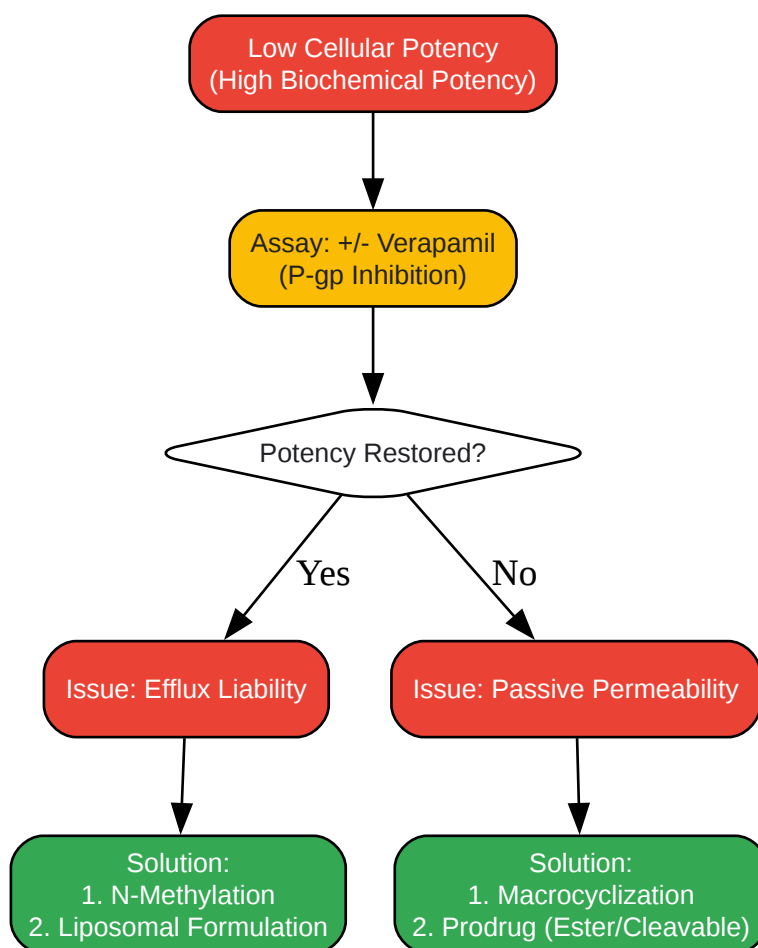 Low Cellular Potency
(High Biochemical Potency)
Assay: +/- Verapamil
(P-gp Inhibition)
Potency Restored?
Yes
No
Issue: Efflux Liability
Issue: Passive Permeability
Solution:
1. N-Methylation
2. Liposomal Formulation
Solution:
1. Macrocyclization
2. Prodrug (Ester/Cleavable)